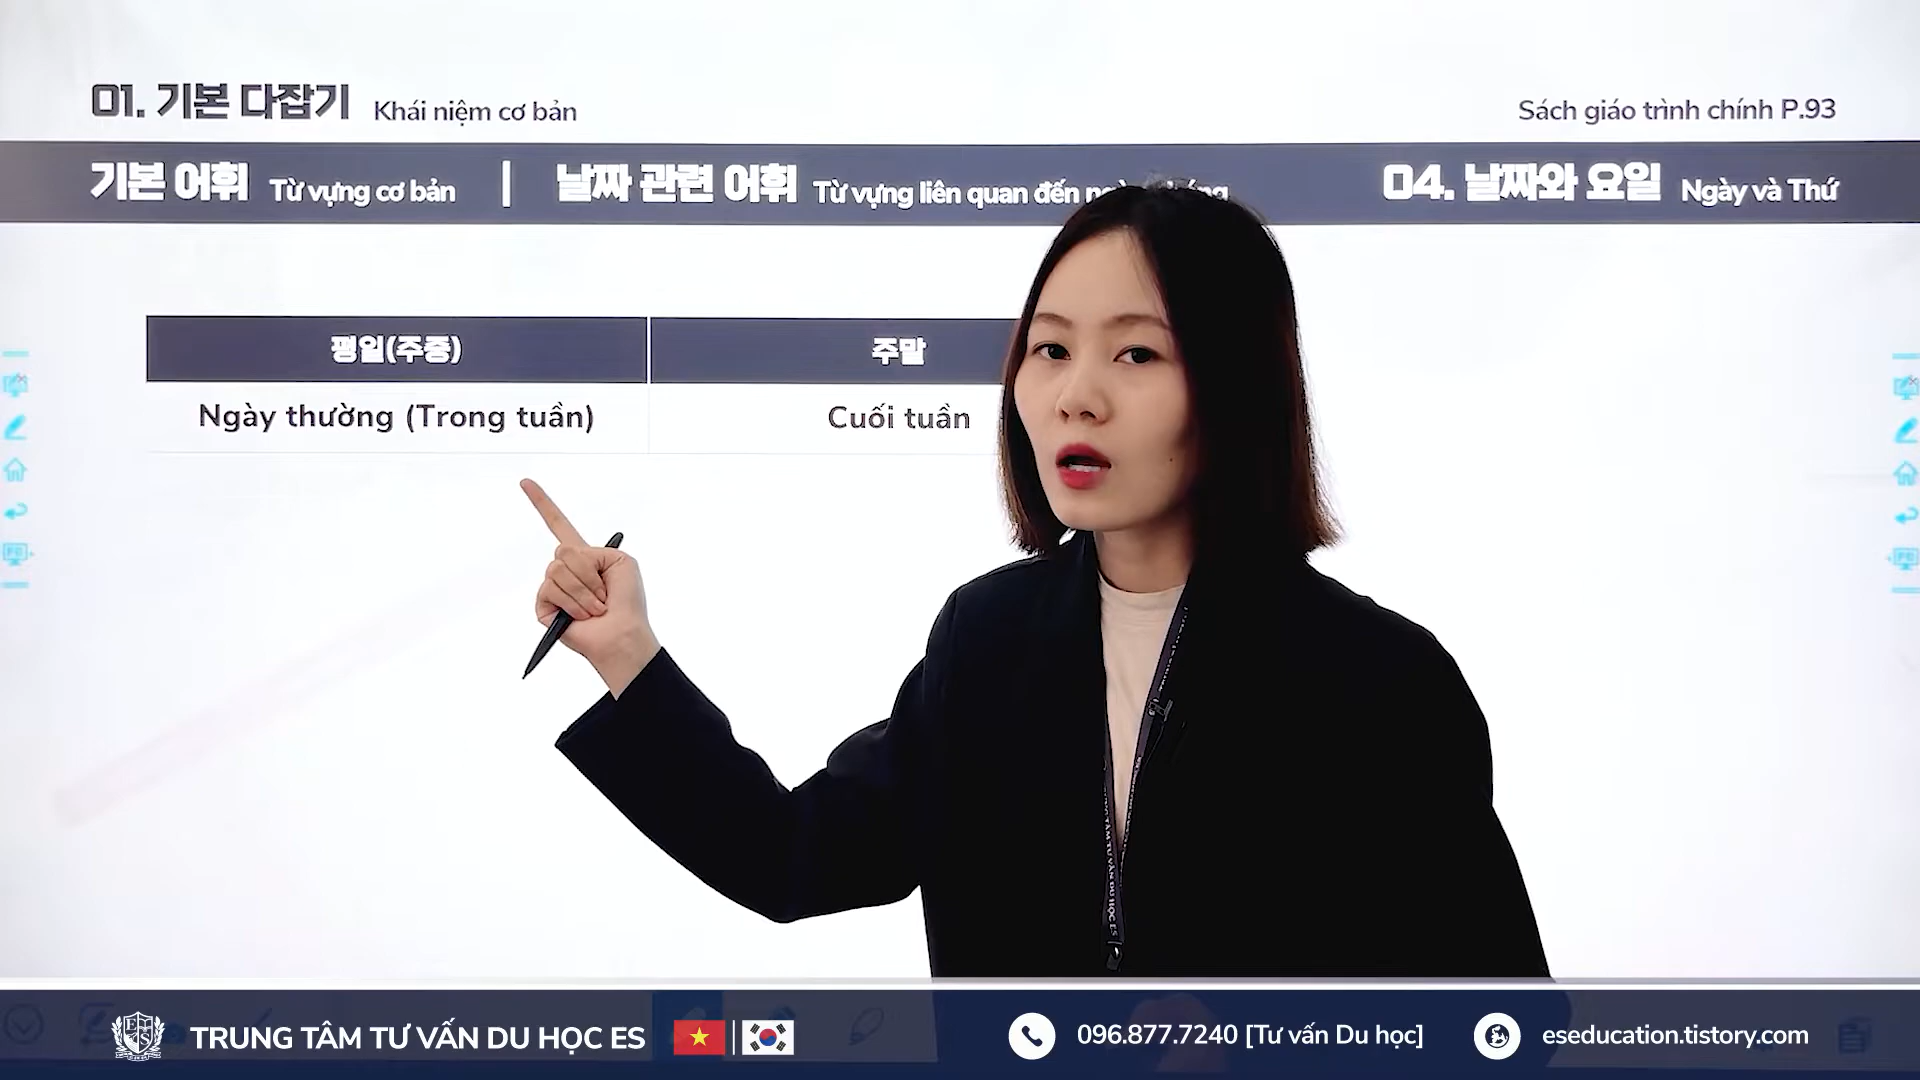 01. 기본 다잡기 Khái niệm cơ bản
Sách giáo trình chính P.93
기본 어휘 Từ vựng cơ bản | 날짜 관련 어휘 Từ vựng liên quan đến
04. 날짜와 요일 Ngày và Thứ
평일(주중)
주말
Ngày thường (Trong tuần)
Cuối tuần
TRUNG TÂM TƯ VẤN DU HỌC ES
096.877.7240 [Tư vấn Du học]
eseducation.tistory.com